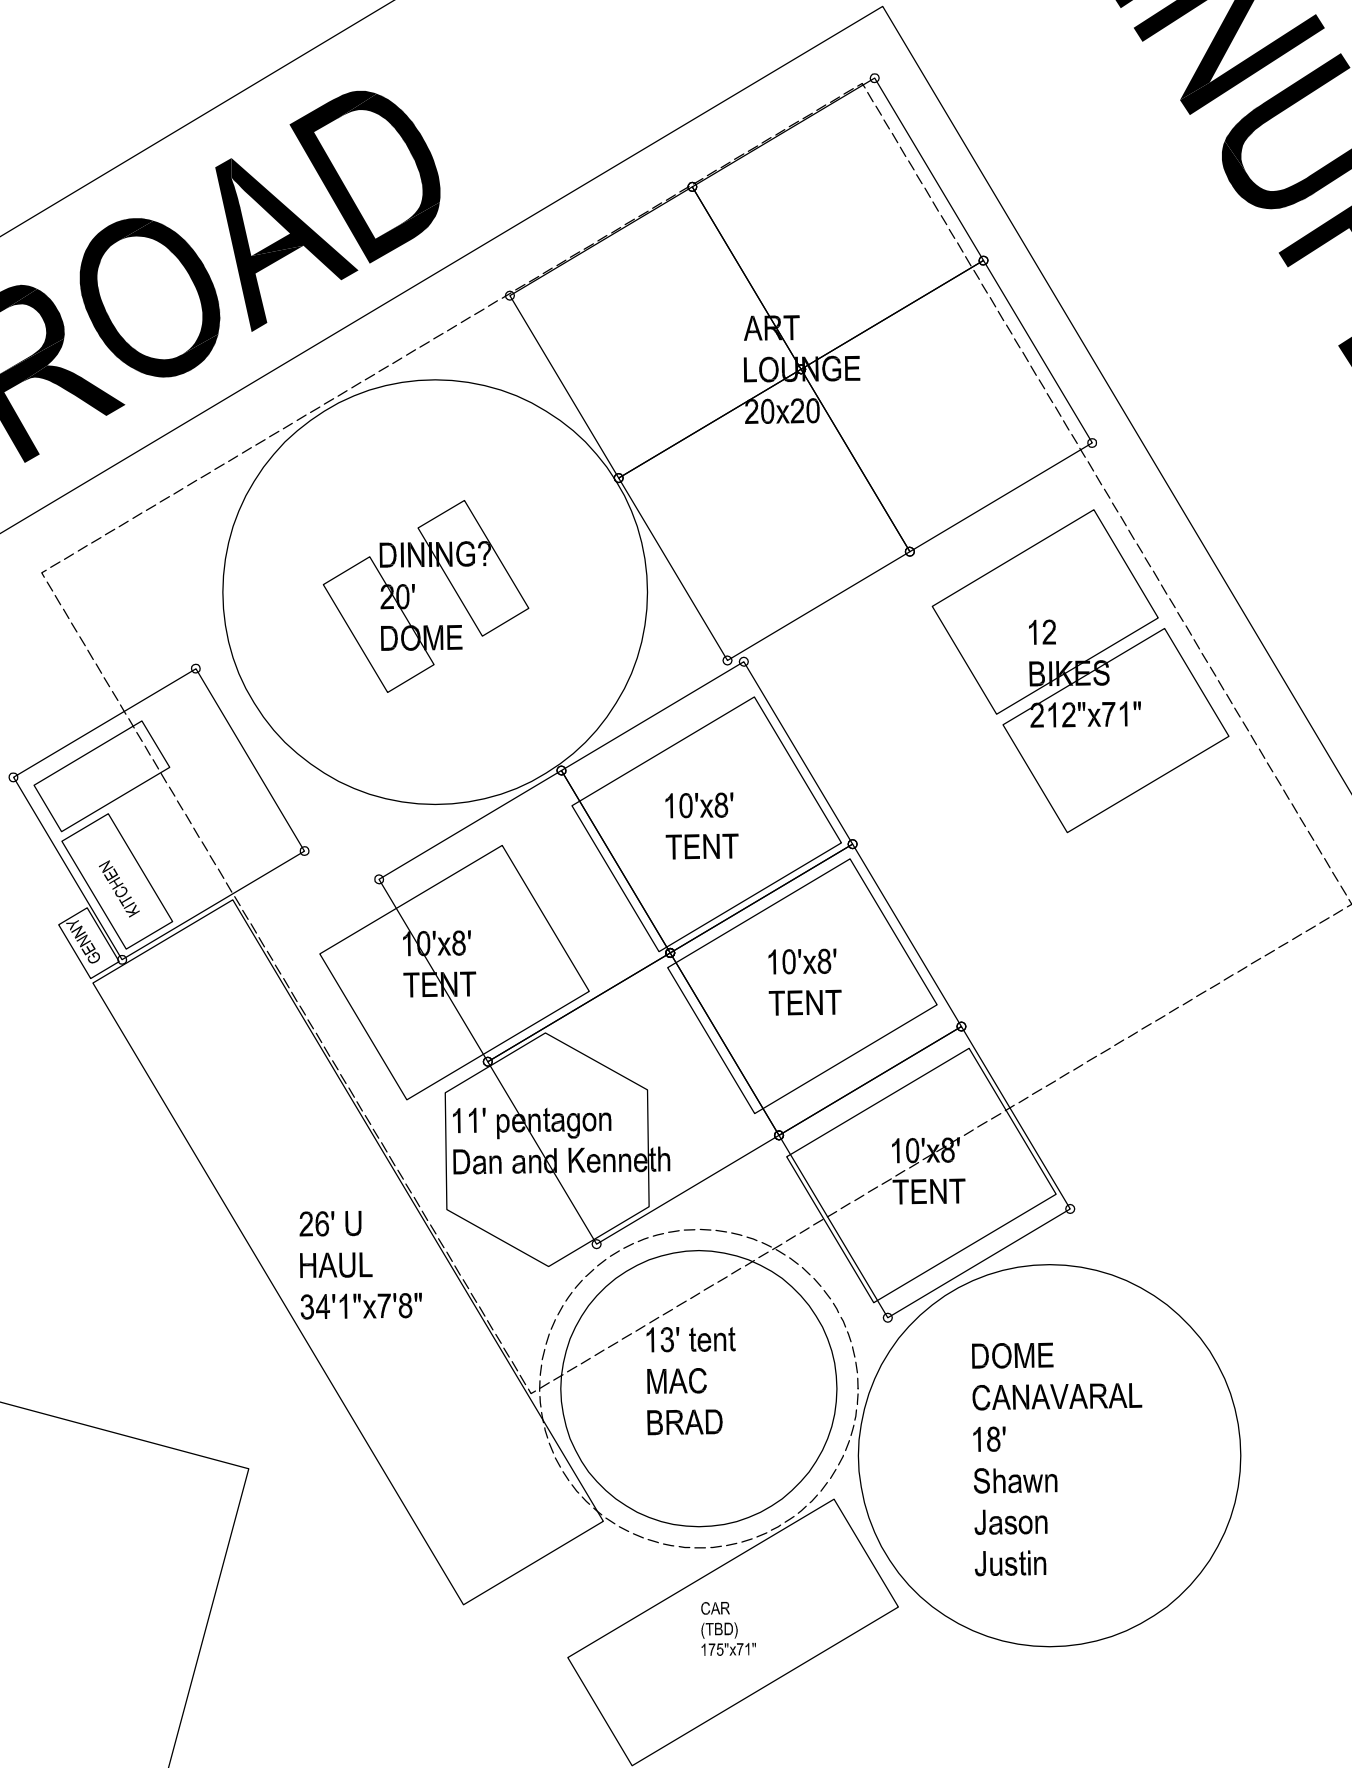 ROAD
ART
LOUNGE
20x20
DINING?
20'
DOME
12
BIKES
212"x71"
10'x8'
TENT
KITCHEN
GENNY
10'x8'
TENT
10'x8'
TENT
11' pentagon
Dan and Kenneth
10'x8'
TENT
26' U
HAUL
34'1"x7'8"
13' tent
MAC
BRAD
DOME
CANAVARAL
18'
Shawn
Jason
Justin
CAR
(TBD)
175"x71"